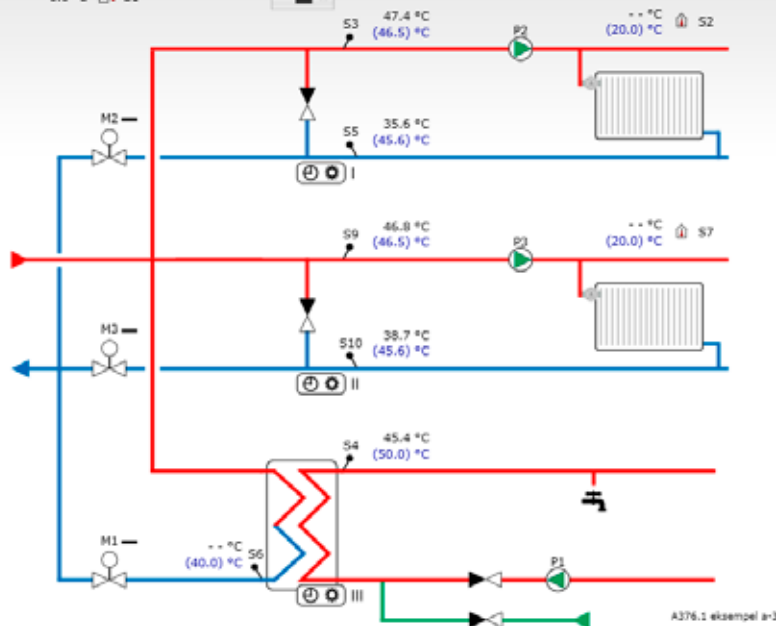 S3
47.4 °C
(46.5) °C
P2
- - °C
(20.0) °C
S2
M2
S5
35.6 °C
(45.6) °C
I
S9
46.8 °C
(46.5) °C
P3
- - °C
(20.0) °C
S7
M3
S10
38.7 °C
(45.6) °C
II
S4
45.4 °C
(50.0) °C
M1
- - °C
(40.0) °C
S6
P1
III
A376.1 eksempel